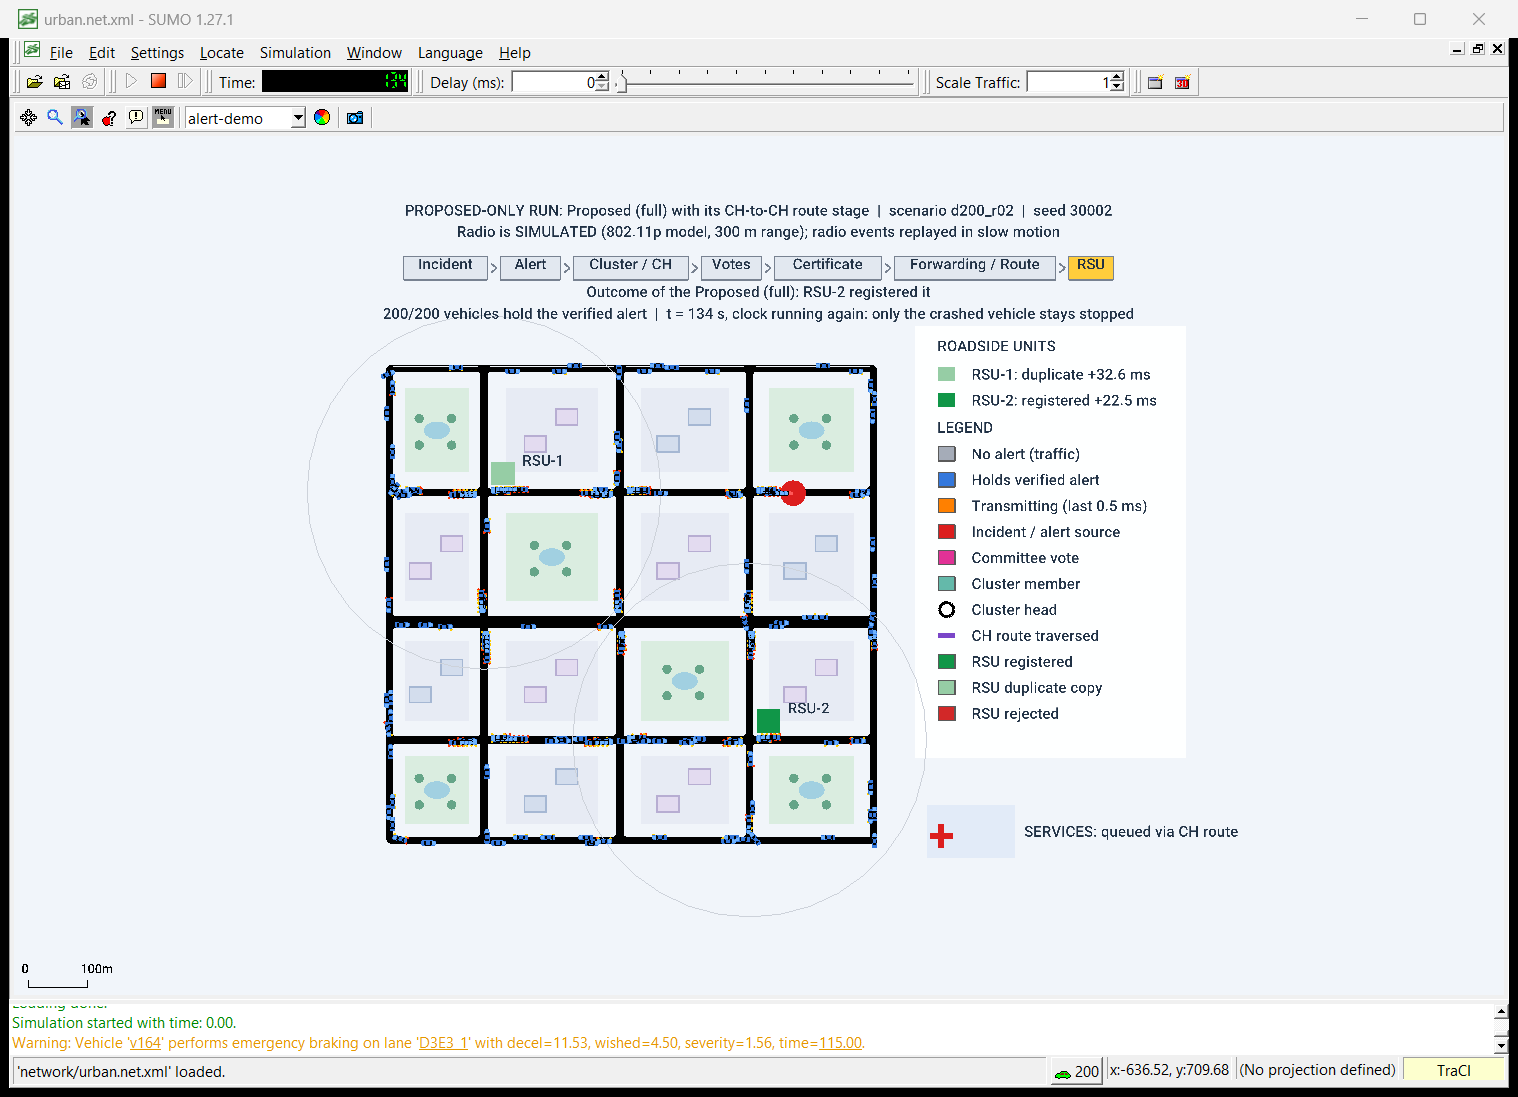 urban.net.xml - SUMO 1.27.1
File Edit Settings Locate Simulation Window Language Help
Time: 134 Delay (ms): 0 Scale Traffic: 1
MENU alert-demo
PROPOSED-ONLY RUN: Proposed (full) with its CH-to-CH route stage | scenario d200_r02 | seed 30002
Radio is SIMULATED (802.11p model, 300 m range); radio events replayed in slow motion
Incident > Alert > Cluster / CH > Votes > Certificate > Forwarding / Route > RSU
Outcome of the Proposed (full): RSU-2 registered it
200/200 vehicles hold the verified alert | t = 134 s, clock running again: only the crashed vehicle stays stopped
ROADSIDE UNITS
RSU-1: duplicate +32.6 ms
RSU-2: registered +22.5 ms
LEGEND
No alert (traffic)
Holds verified alert
Transmitting (last 0.5 ms)
Incident / alert source
Committee vote
Cluster member
Cluster head
CH route traversed
RSU registered
RSU duplicate copy
RSU rejected
RSU-1
RSU-2
SERVICES: queued via CH route
0 100m
Loading done.
Simulation started with time: 0.00.
Warning: Vehicle 'v164' performs emergency braking on lane 'D3E3_1' with decel=11.53, wished=4.50, severity=1.56, time=115.00.
'network/urban.net.xml' loaded.
200
x:-636.52, y:709.68
(No projection defined)
TraCI